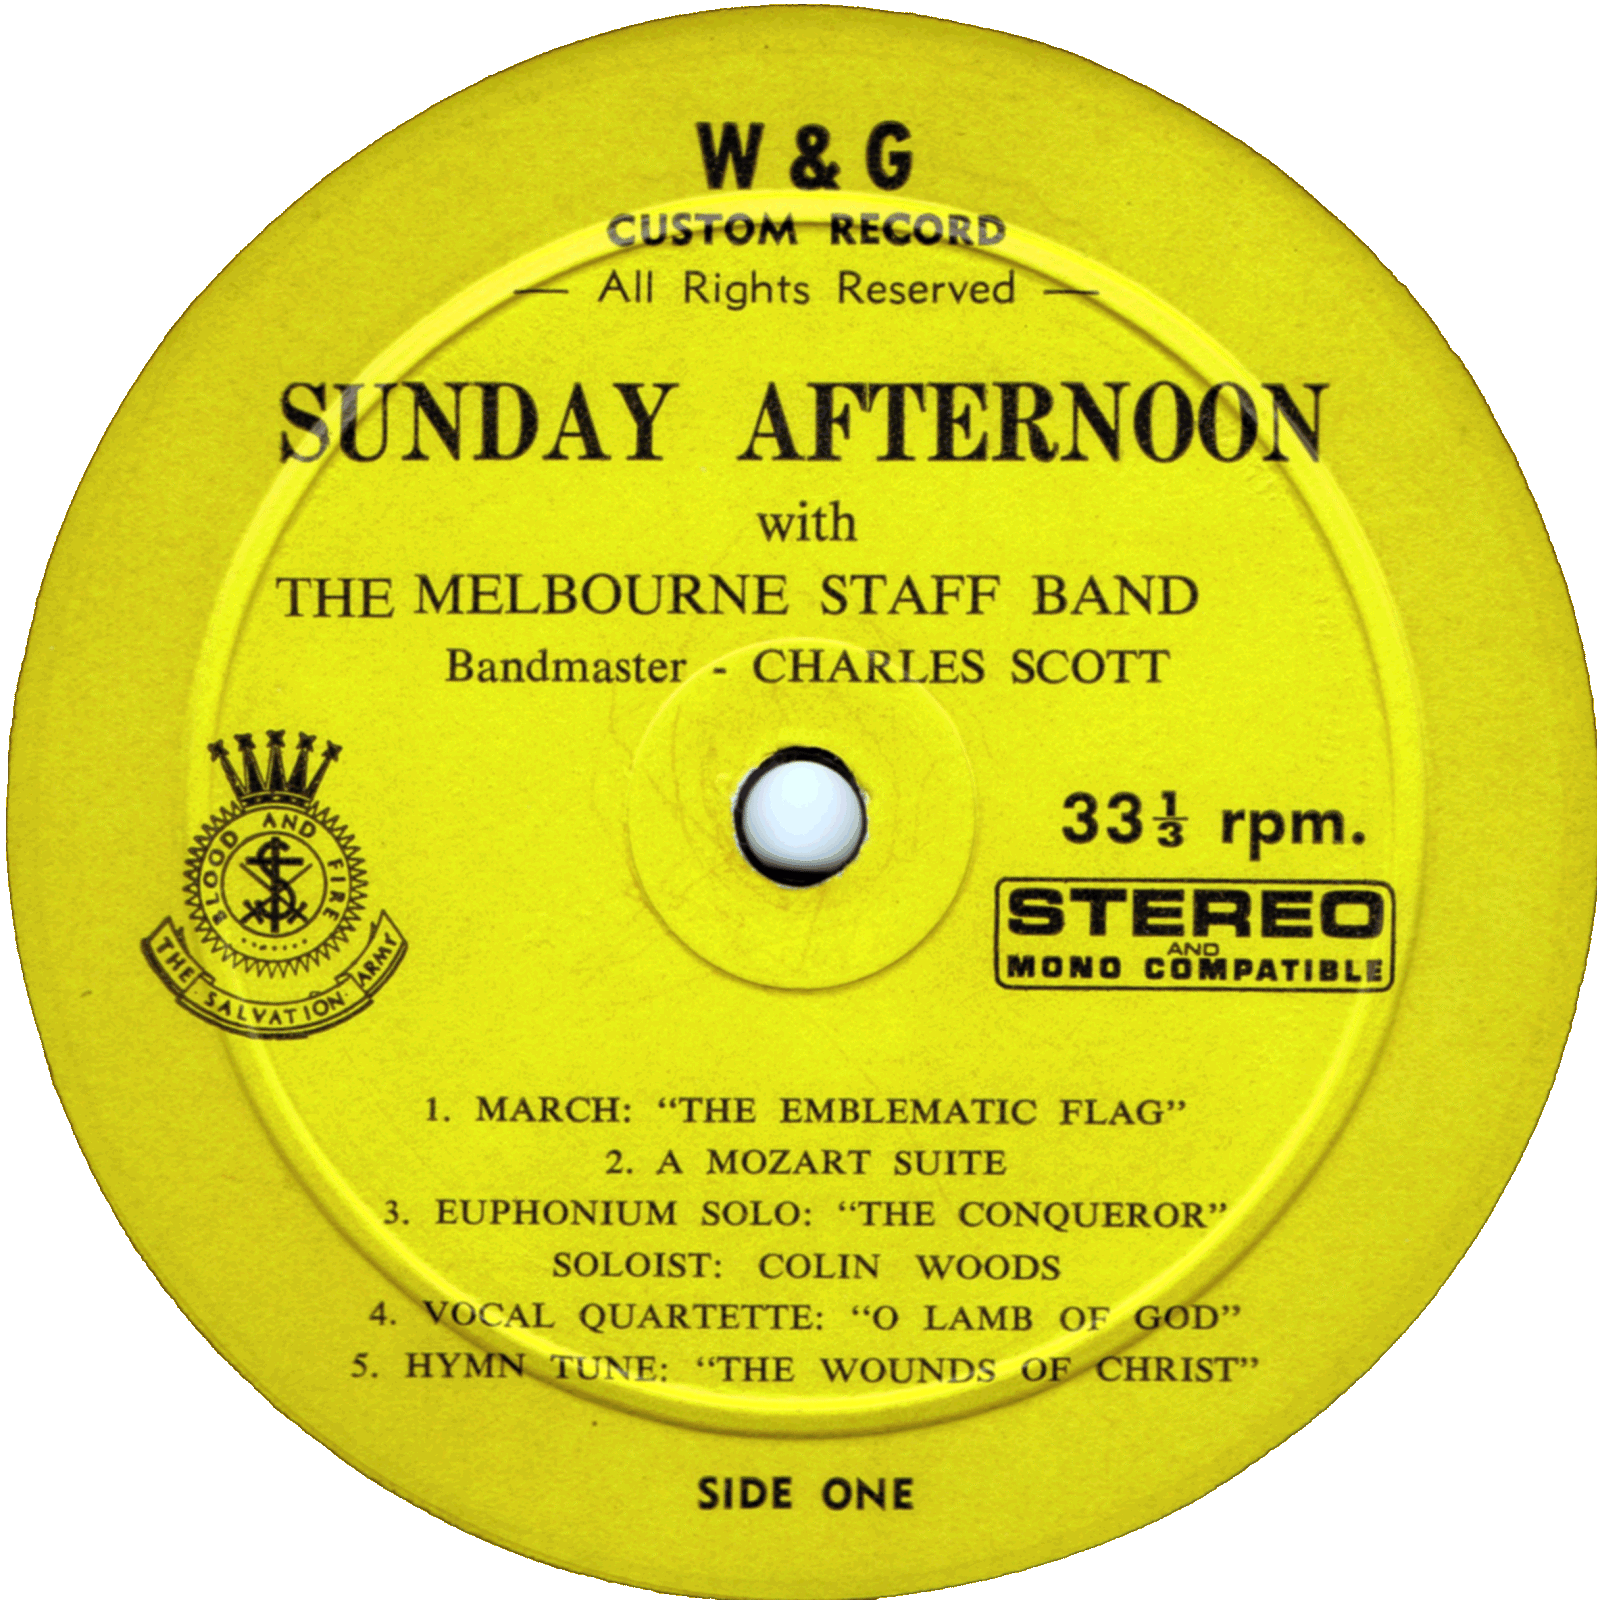 W & G
CUSTOM RECORD
— All Rights Reserved —
SUNDAY AFTERNOON
with
THE MELBOURNE STAFF BAND
Bandmaster - CHARLES SCOTT
BLOOD AND FIRE
S
THE · SALVATION · ARMY
33⅓ rpm.
STEREO
AND
MONO COMPATIBLE
1. MARCH: “THE EMBLEMATIC FLAG”
2. A MOZART SUITE
3. EUPHONIUM SOLO: “THE CONQUEROR”
SOLOIST: COLIN WOODS
4. VOCAL QUARTETTE: “O LAMB OF GOD”
5. HYMN TUNE: “THE WOUNDS OF CHRIST”
SIDE ONE